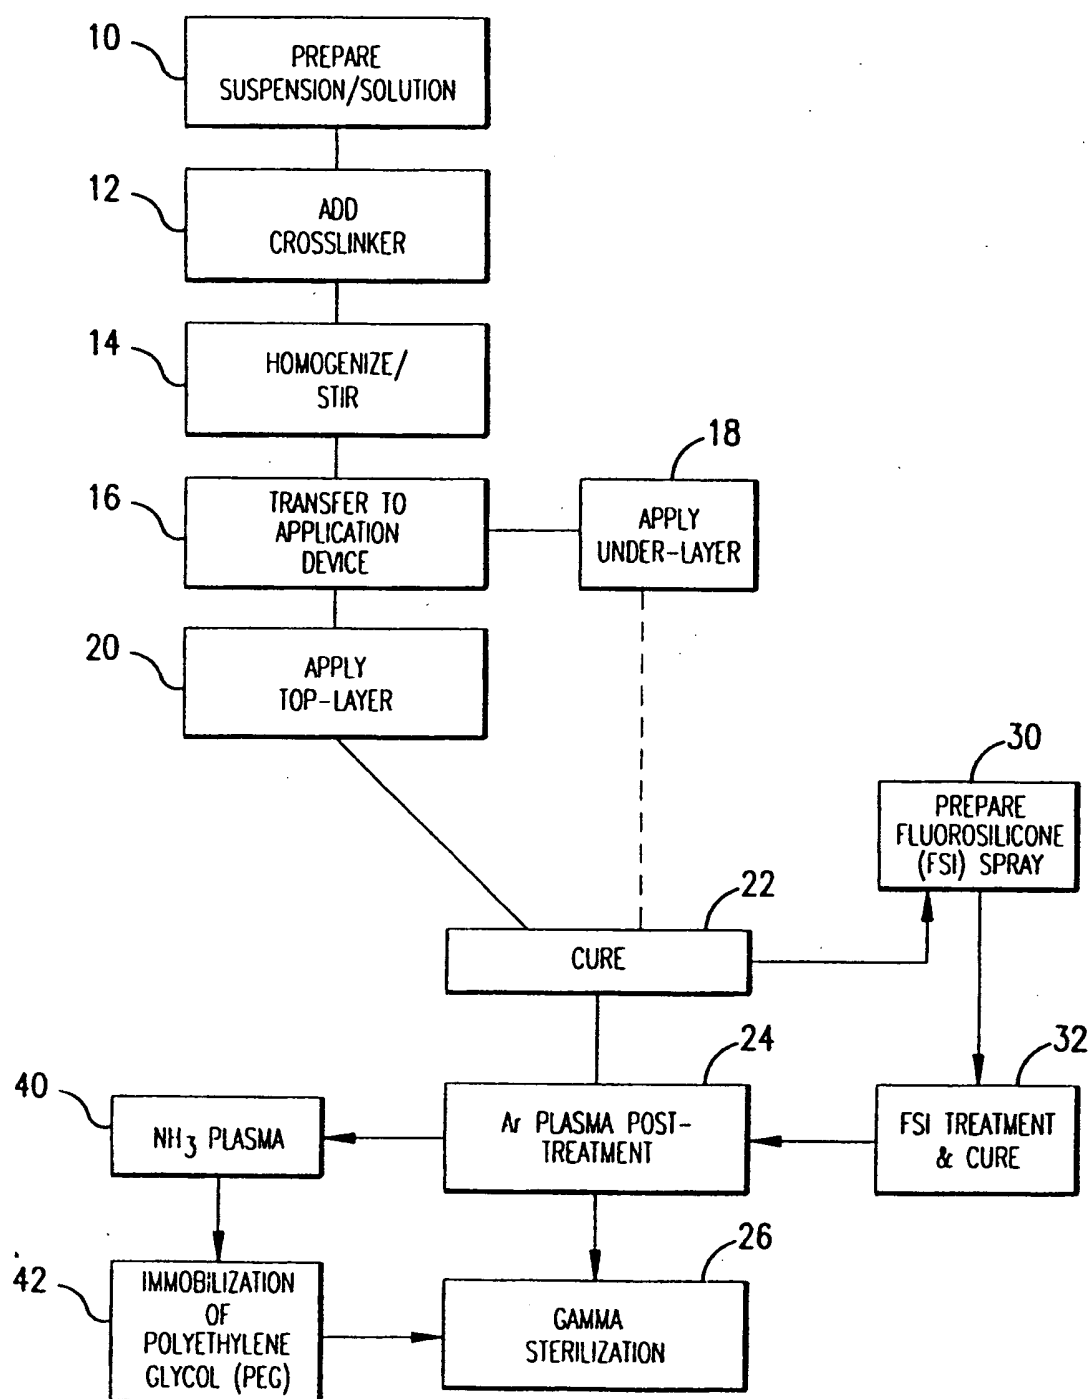 10
PREPARE
SUSPENSION/SOLUTION
12
ADD
CROSSLINKER
14
HOMOGENIZE/
STIR
16
TRANSFER TO
APPLICATION
DEVICE
18
APPLY
UNDER-LAYER
20
APPLY
TOP-LAYER
30
PREPARE
FLUOROSILICONE
(FSI) SPRAY
22
CURE
24
Ar PLASMA POST-
TREATMENT
32
FSI TREATMENT
& CURE
40
NH3 PLASMA
42
IMMOBILIZATION
OF
POLYETHYLENE
GLYCOL (PEG)
26
GAMMA
STERILIZATION